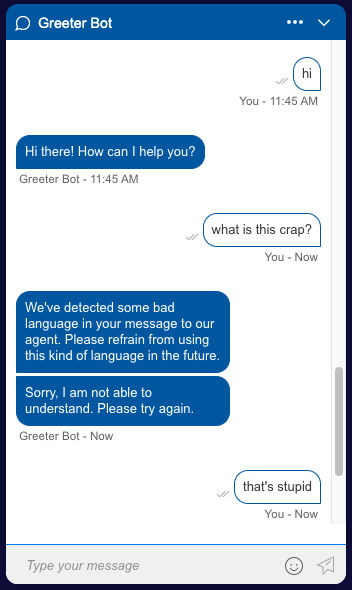 Greeter Bot
hi
You - 11:45 AM
Hi there! How can I help you?
Greeter Bot - 11:45 AM
what is this crap?
You - Now
We've detected some bad
language in your message to our
agent. Please refrain from using
this kind of language in the future.
Sorry, I am not able to
understand. Please try again.
Greeter Bot - Now
that's stupid
You - Now
Type your message